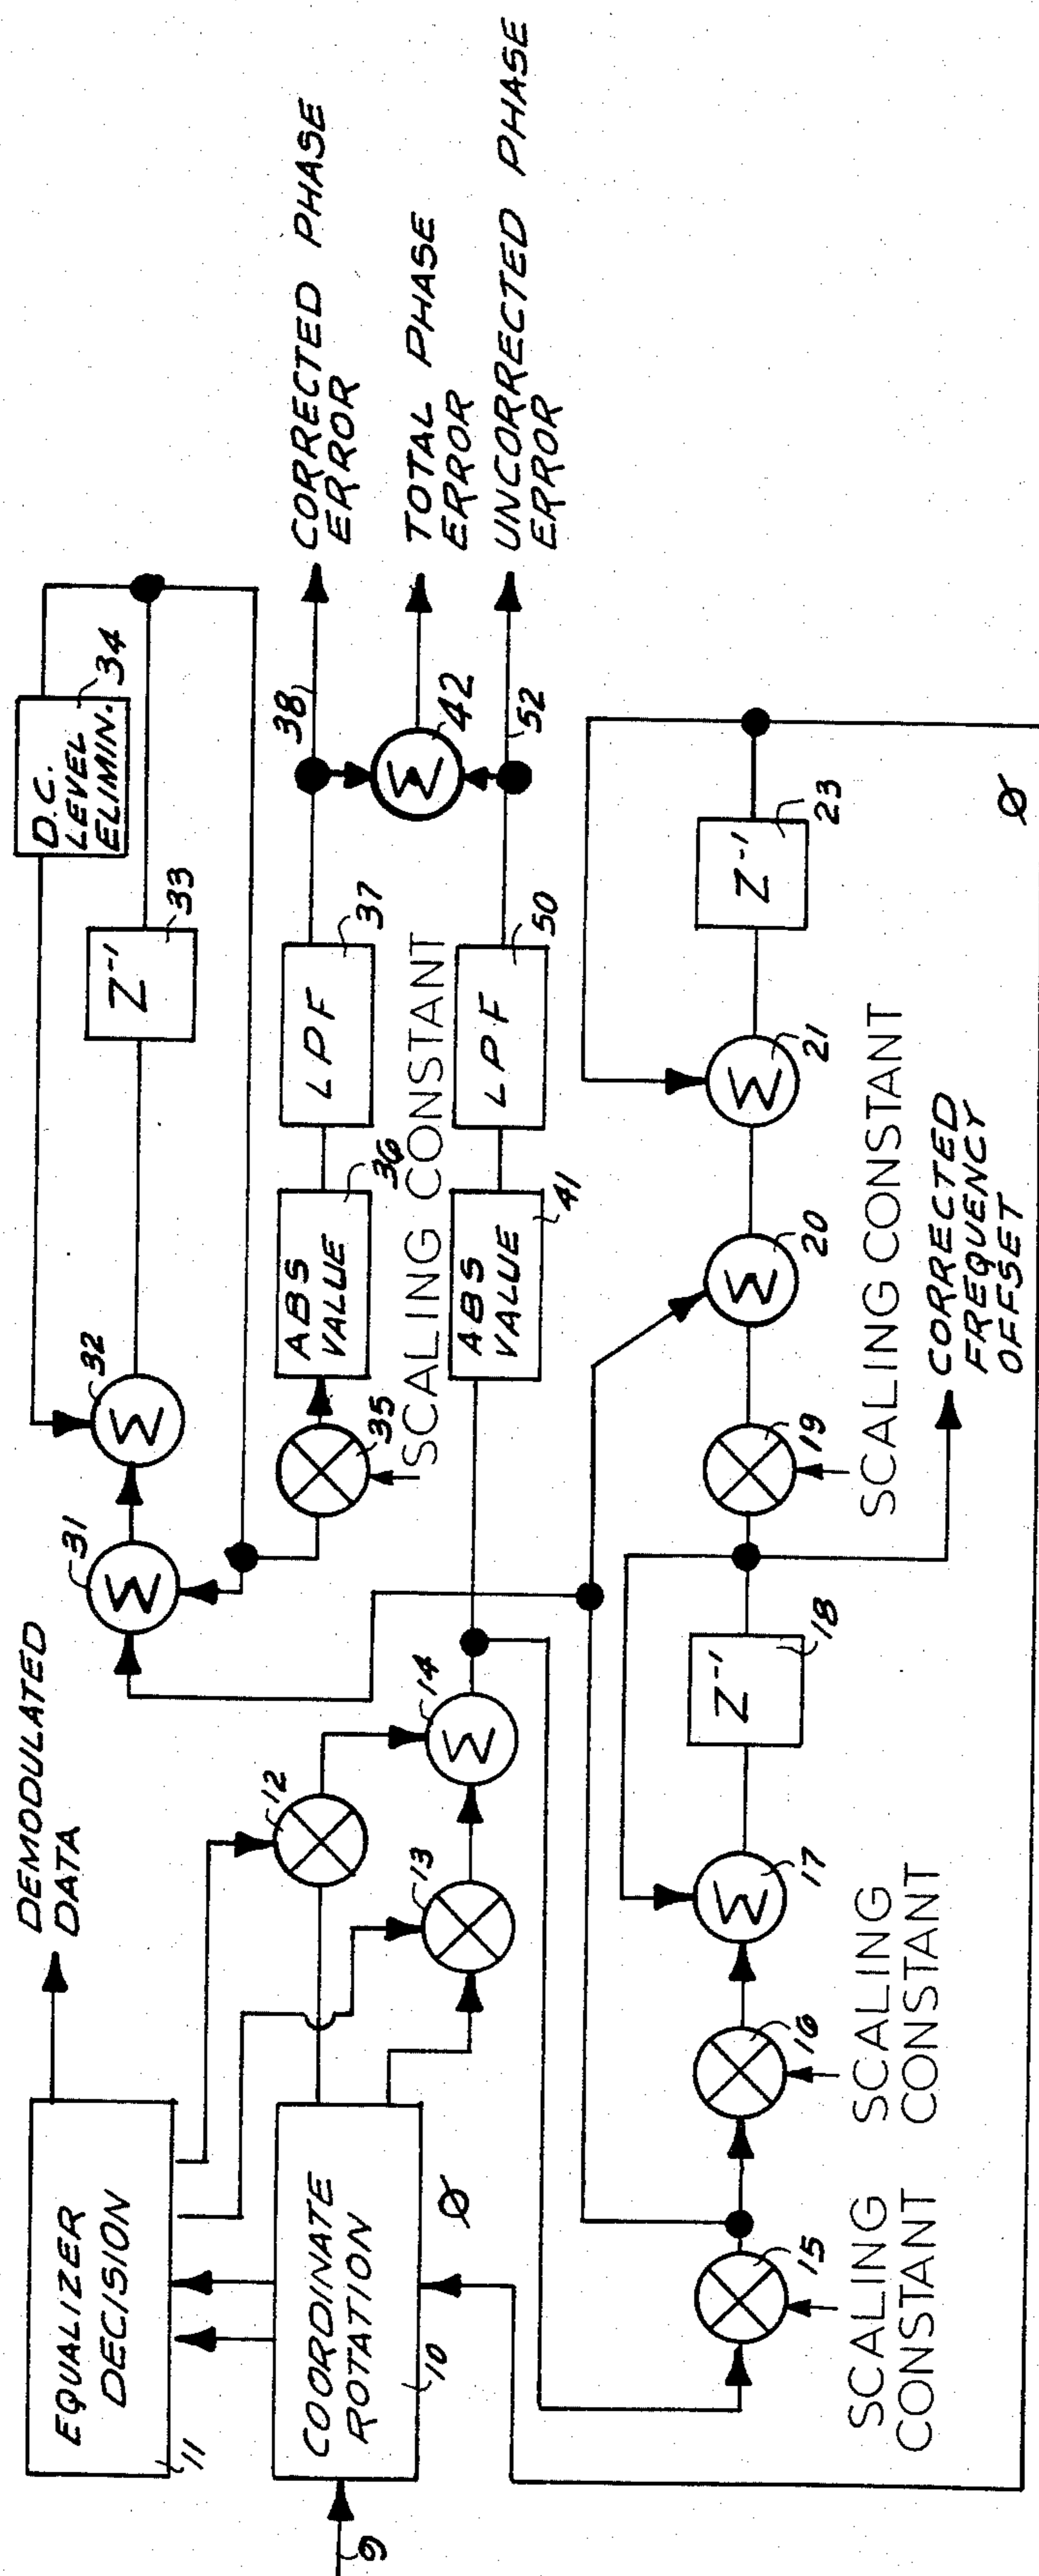 DEMODULATED
DATA
EQUALIZER
DECISION
11
COORDINATE
ROTATION
10
9
Ø
12
13
14
31
32
33
Z⁻¹
D.C.
LEVEL
ELIMIN.
34
Σ
Σ
Σ
35
SCALING CONSTANT
ABS
VALUE
36
LPF
37
38
CORRECTED PHASE
ERROR
Σ
42
TOTAL PHASE
ERROR
ABS
VALUE
41
LPF
50
52
UNCORRECTED PHASE
ERROR
15
SCALING
CONSTANT
16
SCALING
CONSTANT
Σ
17
Z⁻¹
18
19
SCALING CONSTANT
CORRECTED
FREQUENCY
OFFSET
Σ
20
Σ
21
Z⁻¹
23
Ø